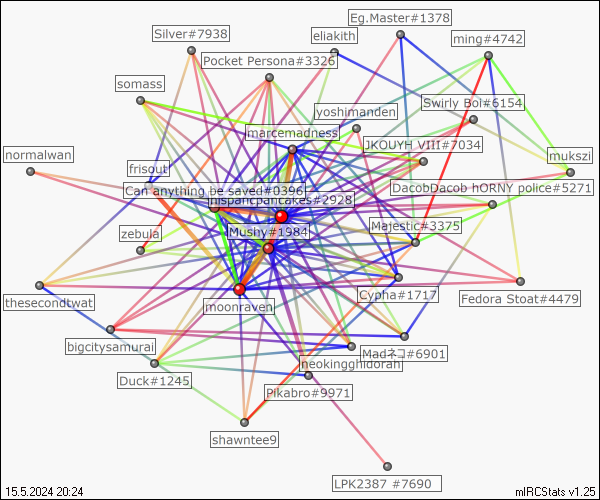 Eg.Master#1378
Silver#7938
eliakith
ming#4742
Pocket Persona#3326
somass
Swirly Boi#6154
yoshimanden
marcemadness
JKOUYH VIII#7034
normalwan
mukszi
frisout
DacobDacob hORNY police#5271
Can anything be saved#0396
hispanicpancakes#2928
Majestic#3375
zebula
Mushy#1984
Cypha#1717
Fedora Stoat#4479
thesecondtwat
moonraven
bigcitysamurai
Madネコ#6901
neokingghidorah
Duck#1245
Pikabro#9971
shawntee9
LPK2387 #7690
15.5.2024 20:24
mIRCStats v1.25